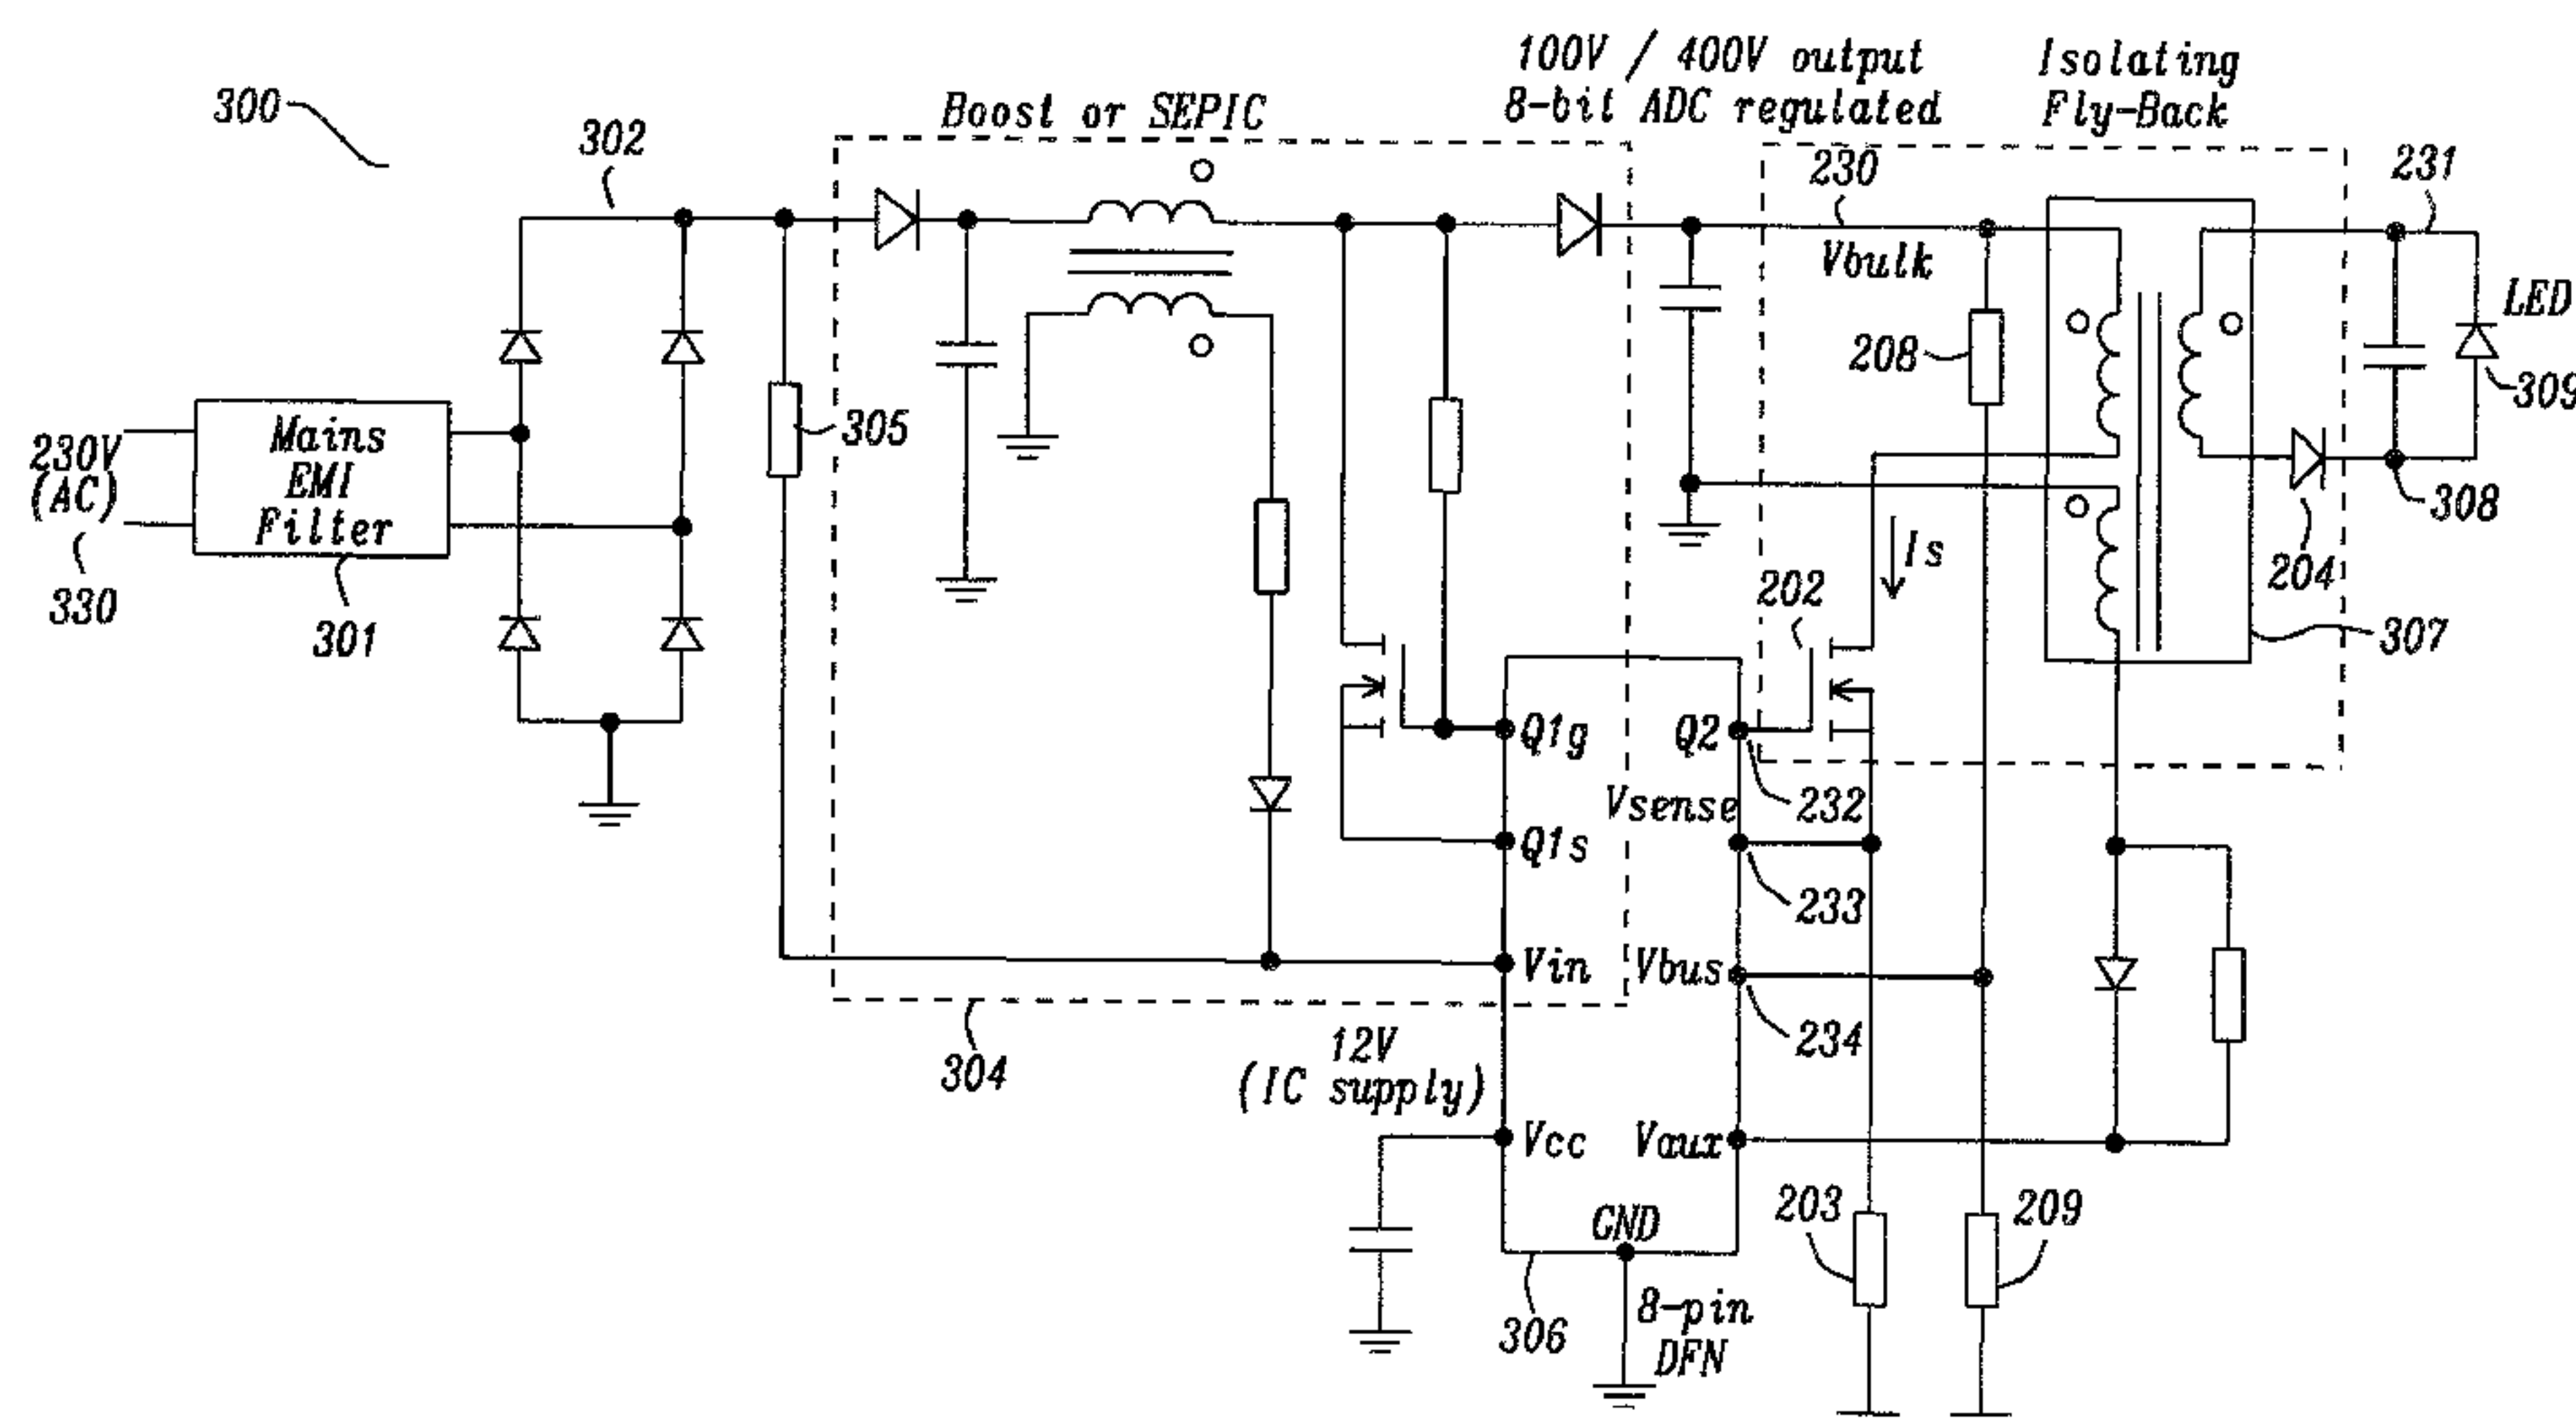 300
302
Boost or SEPIC
100V / 400V output
8-bit ADC regulated
Isolating
Fly-Back
230
231
Vbulk
LED
208
309
305
230V
(AC)
Mains
EMI
Filter
308
Is
204
202
330
301
307
Q1g
Q2
Vsense
232
Q1s
233
Vin
Vbus
234
304
12V
(IC supply)
Vcc
Vaux
203
209
GND
306
8-pin
DFN